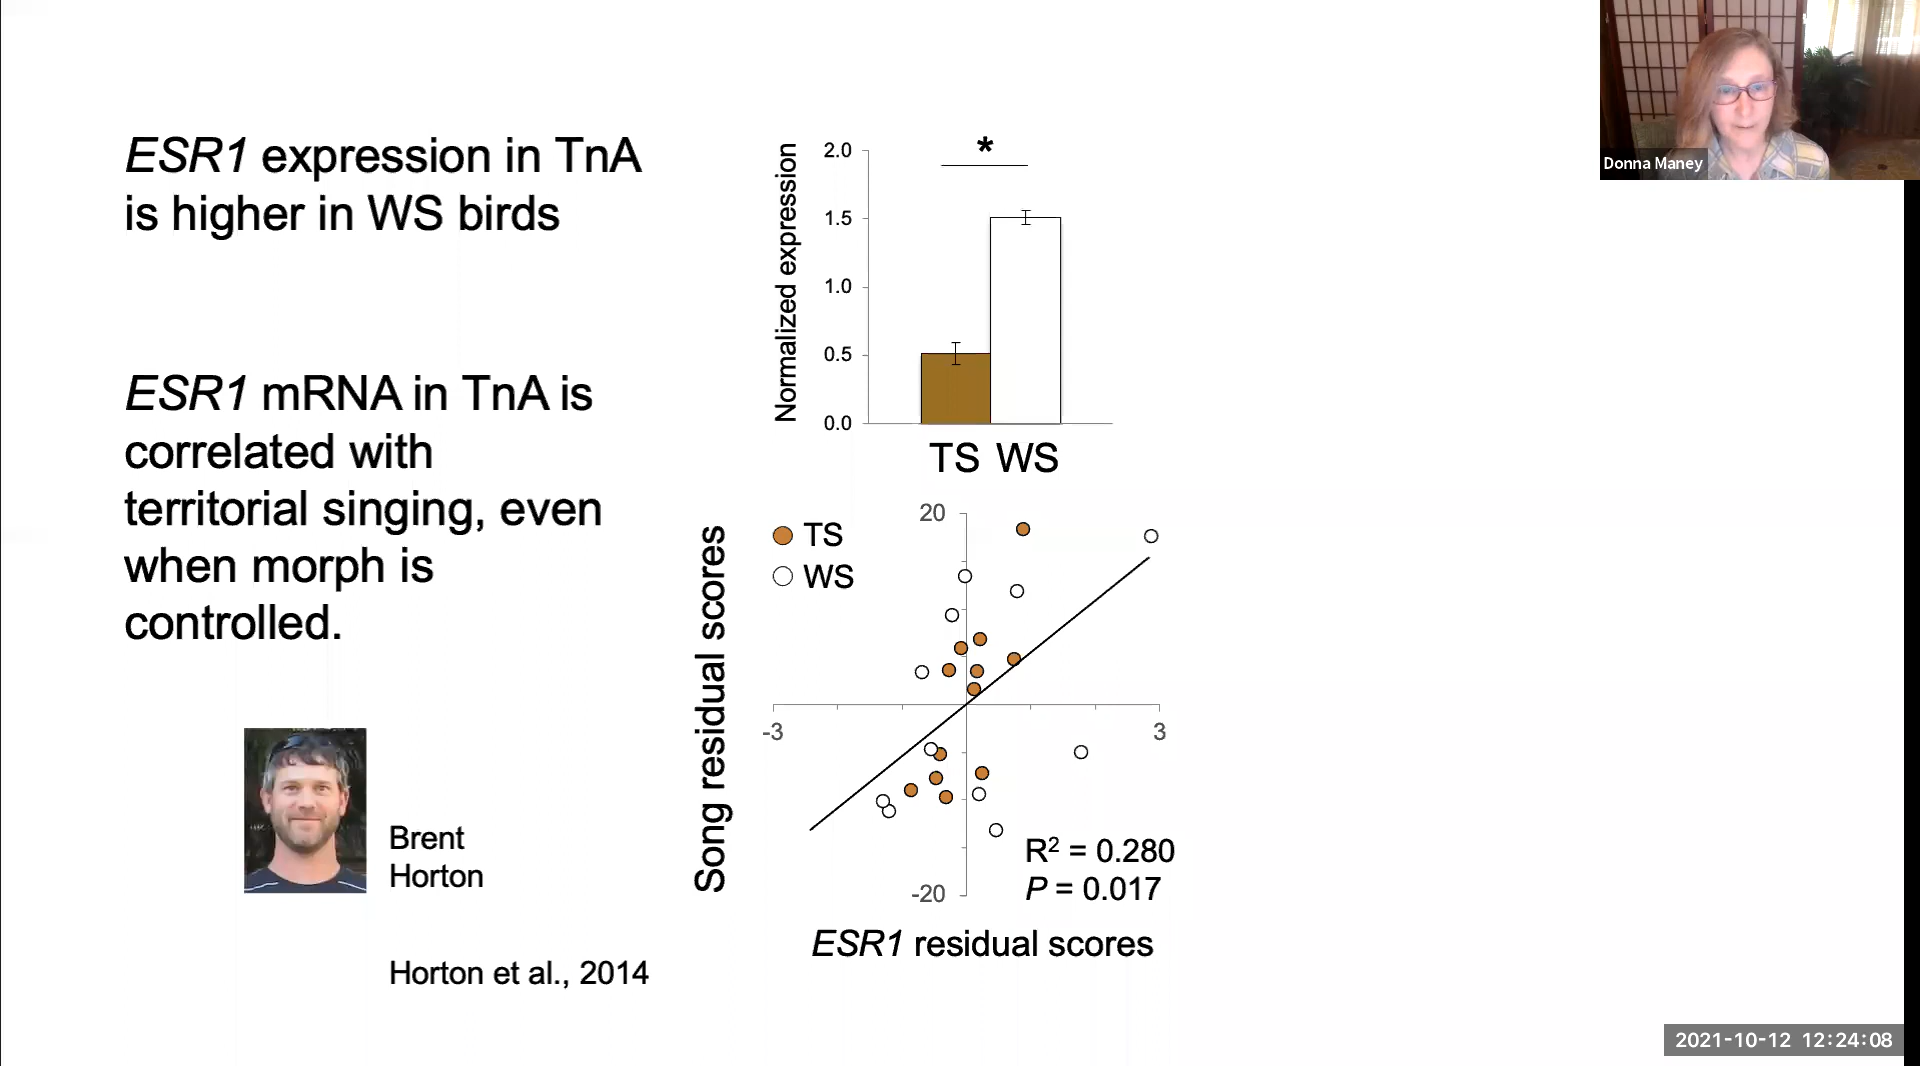 Donna Maney
ESR1 expression in TnA
is higher in WS birds
ESR1 mRNA in TnA is
correlated with
territorial singing, even
when morph is
controlled.
Brent
Horton
Horton et al., 2014
*
Normalized expression
2.0
1.5
1.0
0.5
0.0
TS WS
TS
WS
Song residual scores
20
-3
3
-20
R² = 0.280
P = 0.017
ESR1 residual scores
2021-10-12 12:24:08